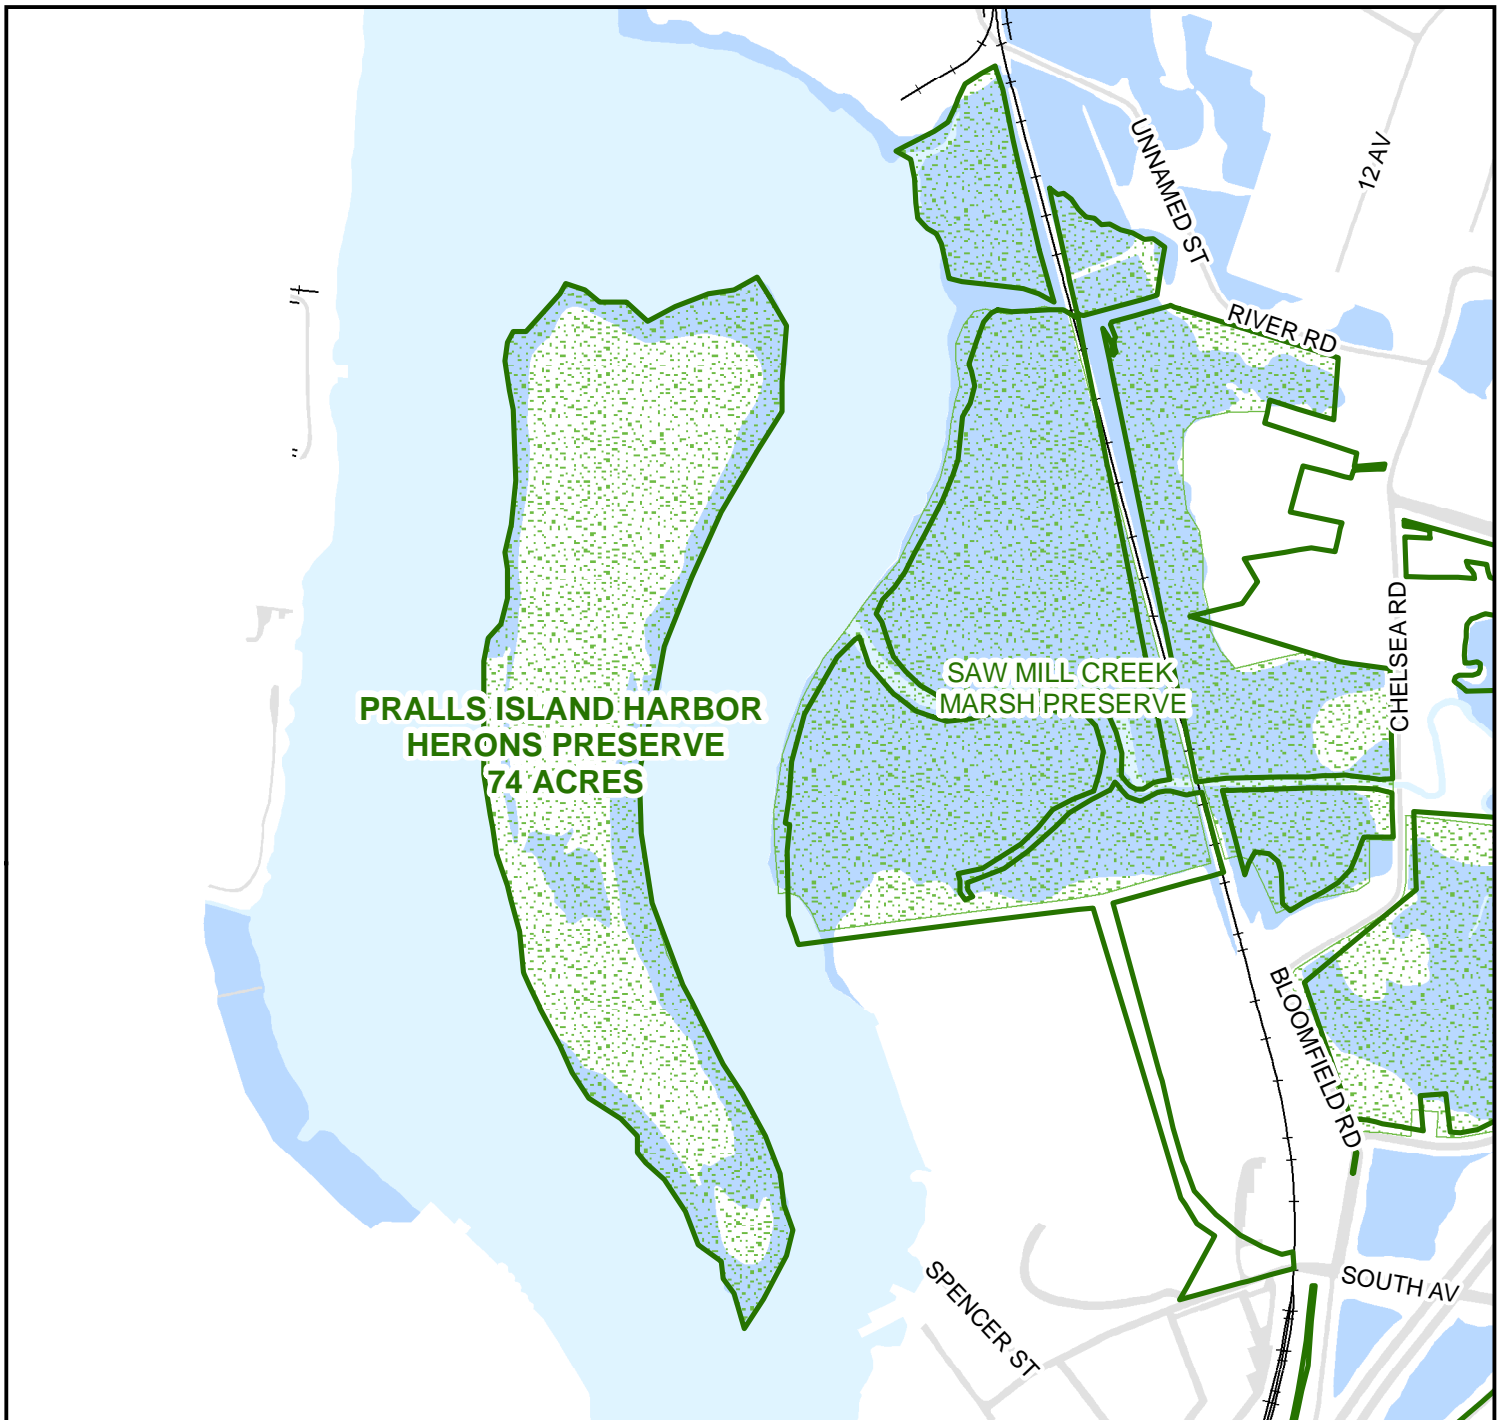 UNNAMED ST
12 AV
RIVER RD
CHELSEA RD
SAW MILL CREEK
MARSH PRESERVE
PRALLS ISLAND HARBOR
HERONS PRESERVE
74 ACRES
BLOOMFIELD RD
SPENCER ST
SOUTH AV